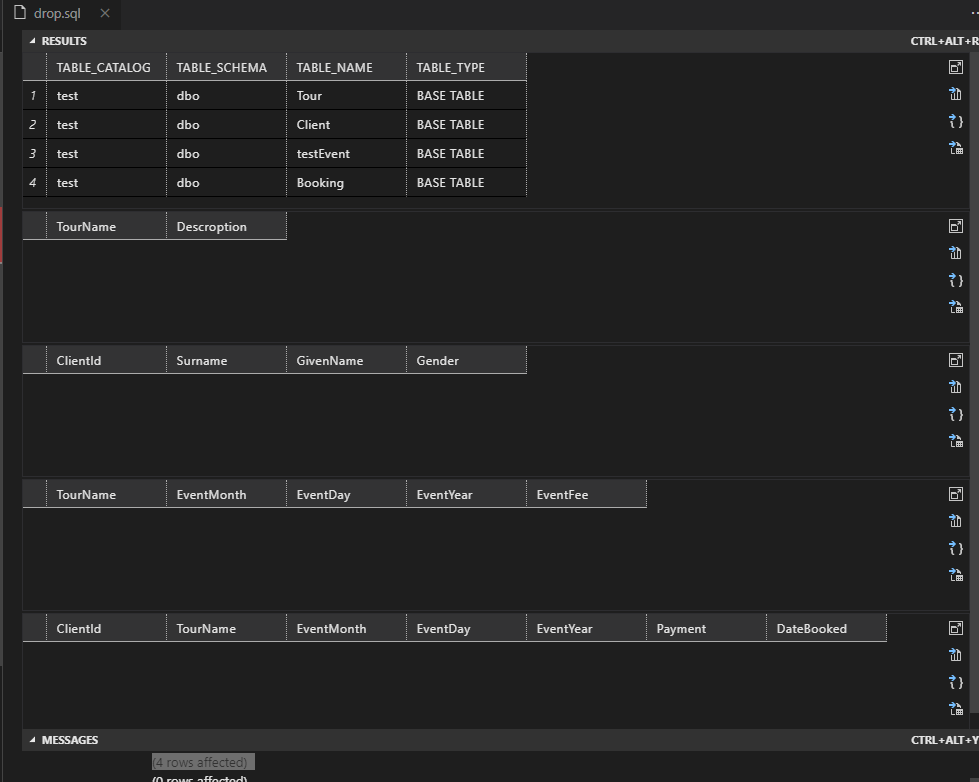 drop.sql
RESULTS CTRL+ALT+R
TABLE_CATALOG TABLE_SCHEMA TABLE_NAME TABLE_TYPE
1 test dbo Tour BASE TABLE
2 test dbo Client BASE TABLE
3 test dbo testEvent BASE TABLE
4 test dbo Booking BASE TABLE
TourName Descroption
ClientId Surname GivenName Gender
TourName EventMonth EventDay EventYear EventFee
ClientId TourName EventMonth EventDay EventYear Payment DateBooked
MESSAGES CTRL+ALT+Y
(4 rows affected)
(0 rows affected)